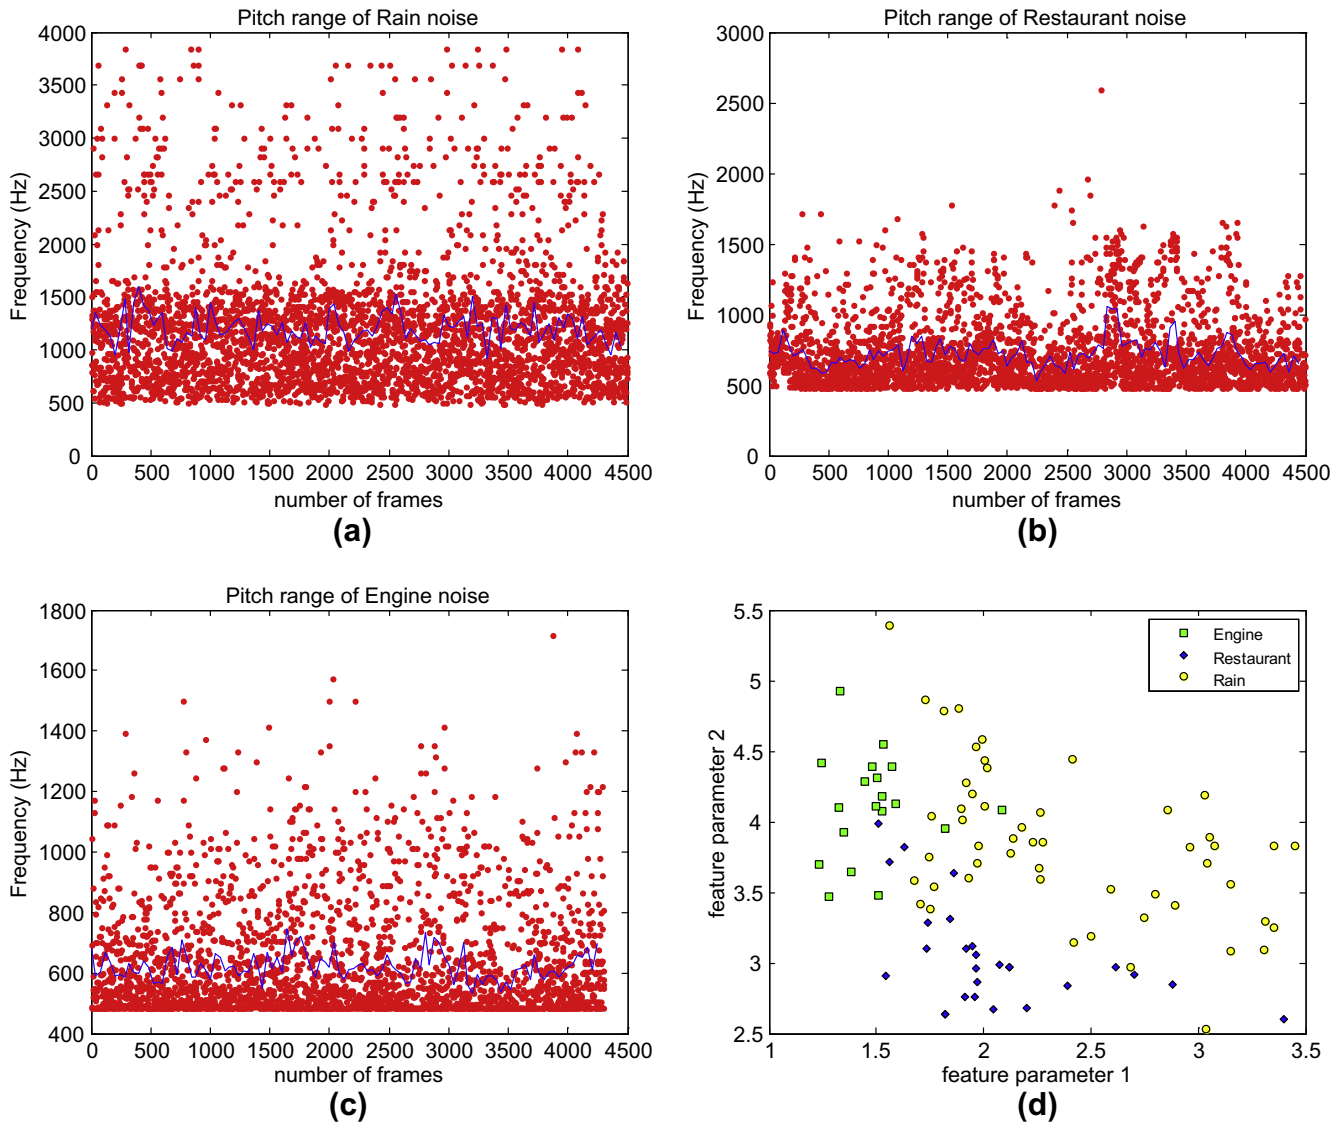 Pitch range of Rain noise
4000
3500
3000
2500
2000
1500
1000
500
0
Frequency (Hz)
0 500 1000 1500 2000 2500 3000 3500 4000 4500
number of frames
(a)
Pitch range of Restaurant noise
3000
2500
2000
1500
1000
500
0
Frequency (Hz)
0 500 1000 1500 2000 2500 3000 3500 4000 4500
number of frames
(b)
Pitch range of Engine noise
1800
1600
1400
1200
1000
800
600
400
Frequency (Hz)
0 500 1000 1500 2000 2500 3000 3500 4000 4500
number of frames
(c)
5.5
5
4.5
4
3.5
3
2.5
feature parameter 2
Engine
Restaurant
Rain
1 1.5 2 2.5 3 3.5
feature parameter 1
(d)